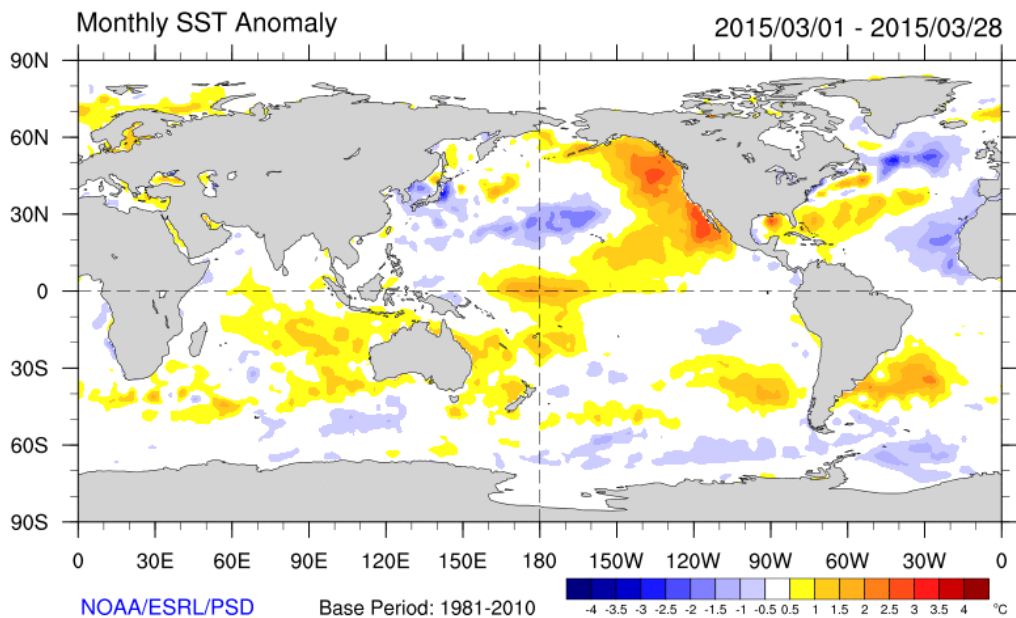 Monthly SST Anomaly 2015/03/01 - 2015/03/28
90N
60N
30N
0
30S
60S
90S
0 30E 60E 90E 120E 150E 180 150W 120W 90W 60W 30W 0
NOAA/ESRL/PSD Base Period: 1981-2010
-4 -3.5 -3 -2.5 -2 -1.5 -1 -0.5 0.5 1 1.5 2 2.5 3 3.5 4 °C